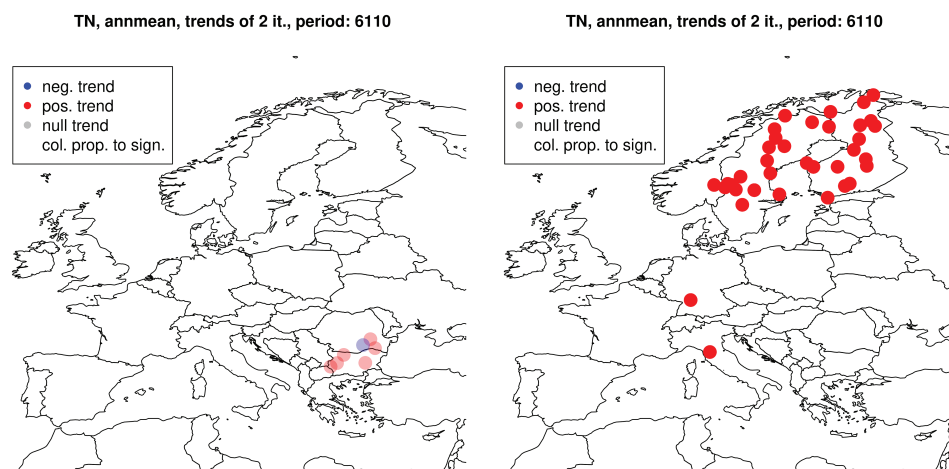 TN, annmean, trends of 2 it., period: 6110
neg. trend
pos. trend
null trend
col. prop. to sign.
TN, annmean, trends of 2 it., period: 6110
neg. trend
pos. trend
null trend
col. prop. to sign.